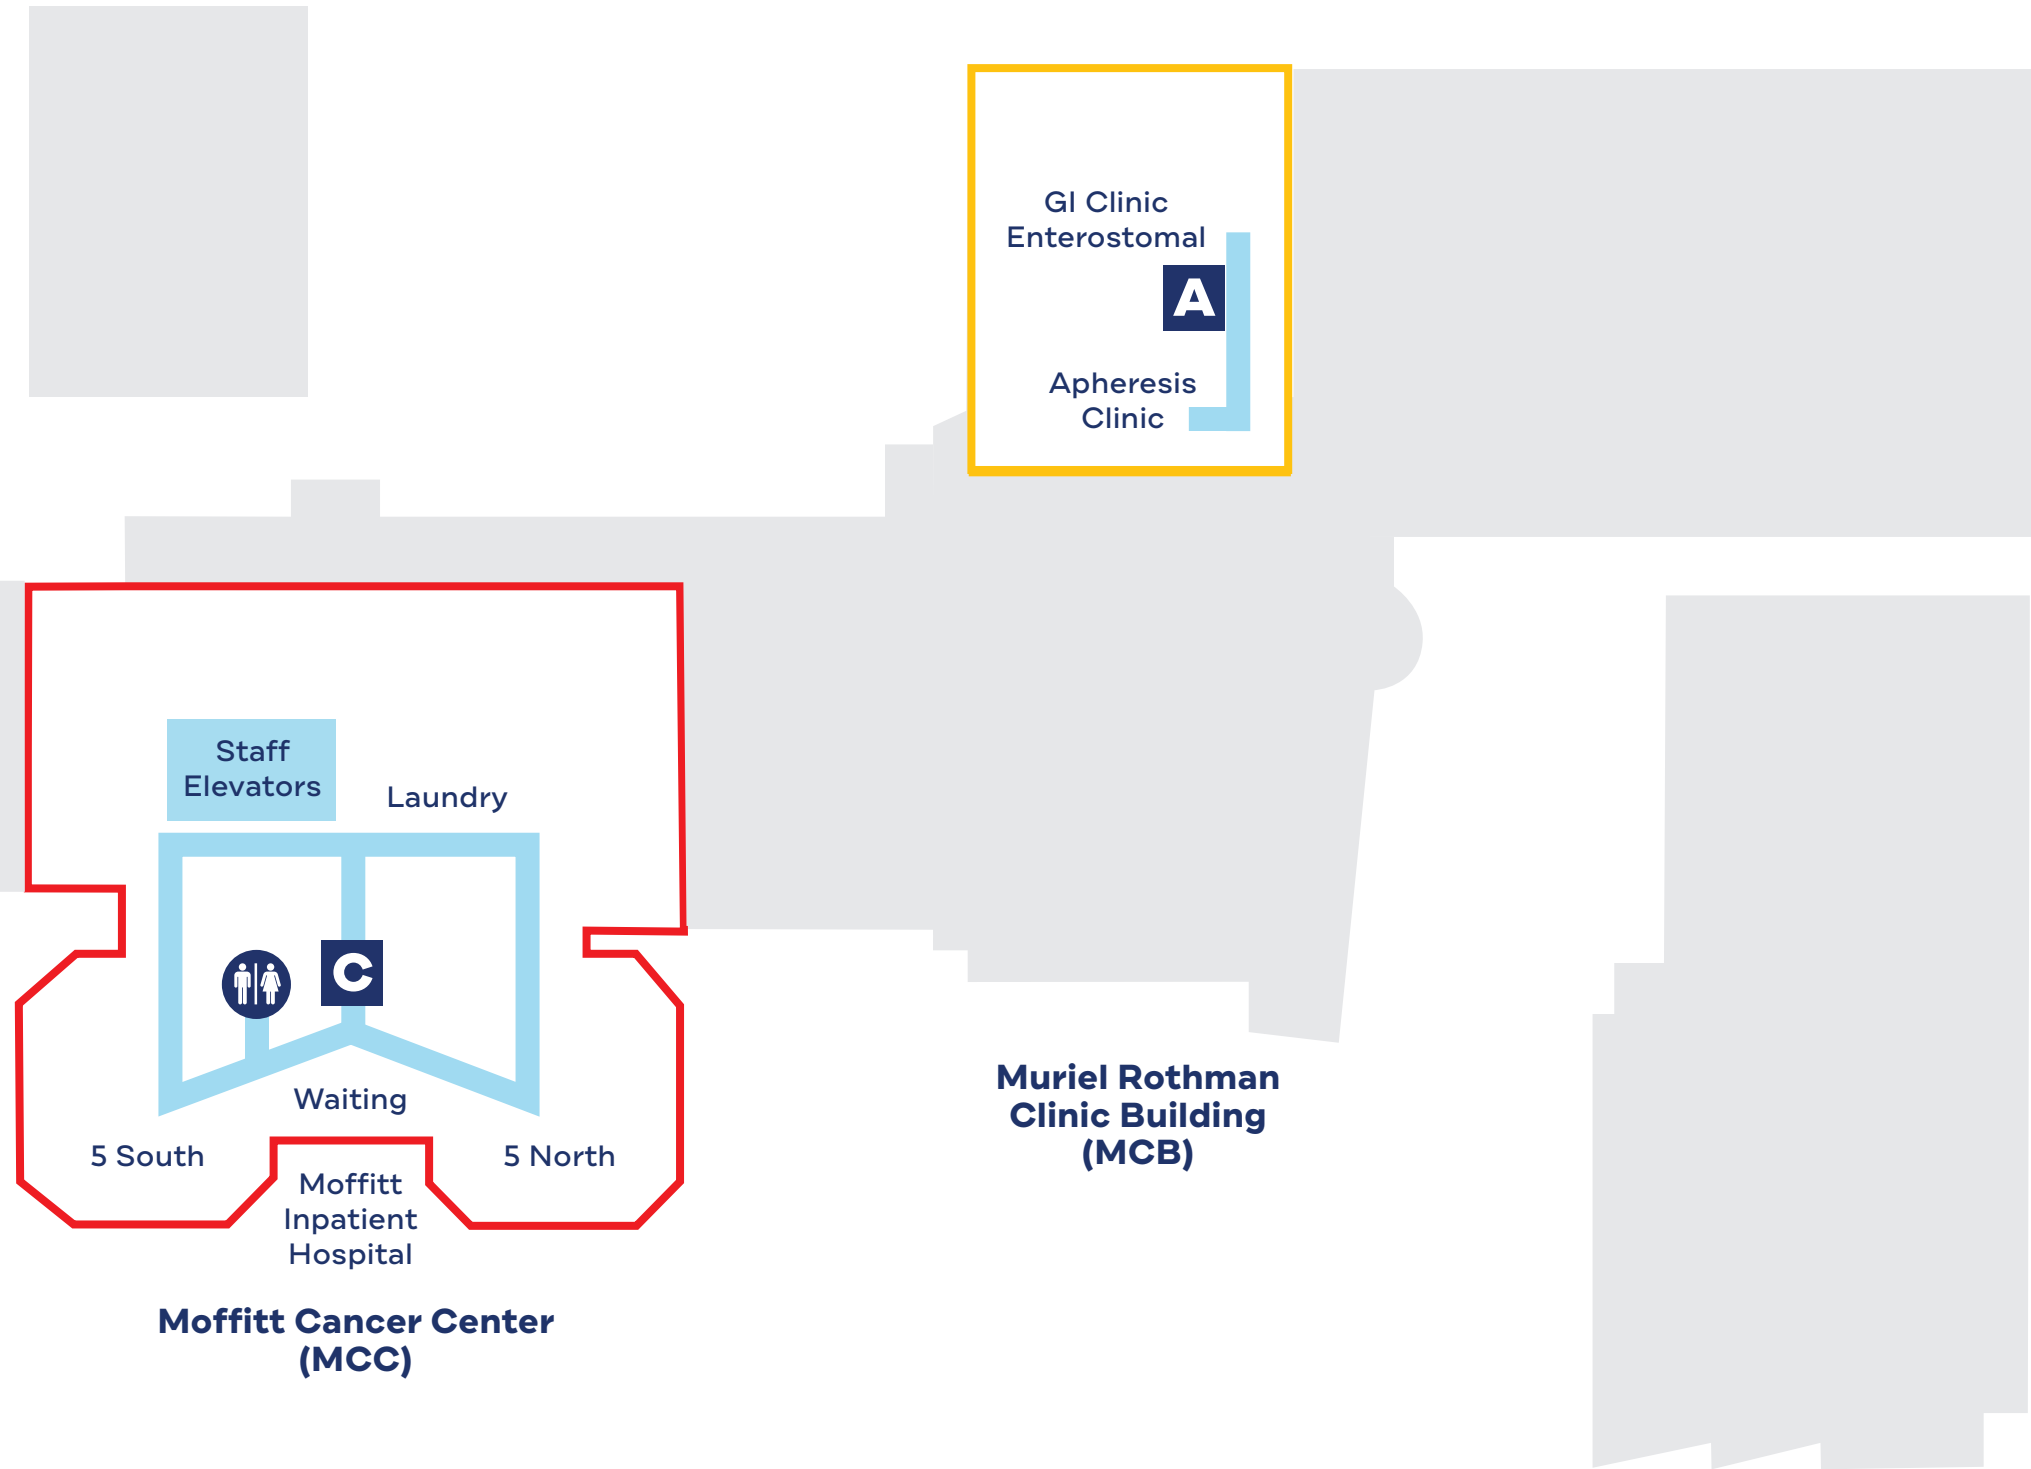 GI Clinic
Enterostomal
A
Apheresis
Clinic
Staff
Elevators
Laundry
C
Waiting
5 South
5 North
Moffitt
Inpatient
Hospital
Moffitt Cancer Center
(MCC)
Muriel Rothman
Clinic Building
(MCB)